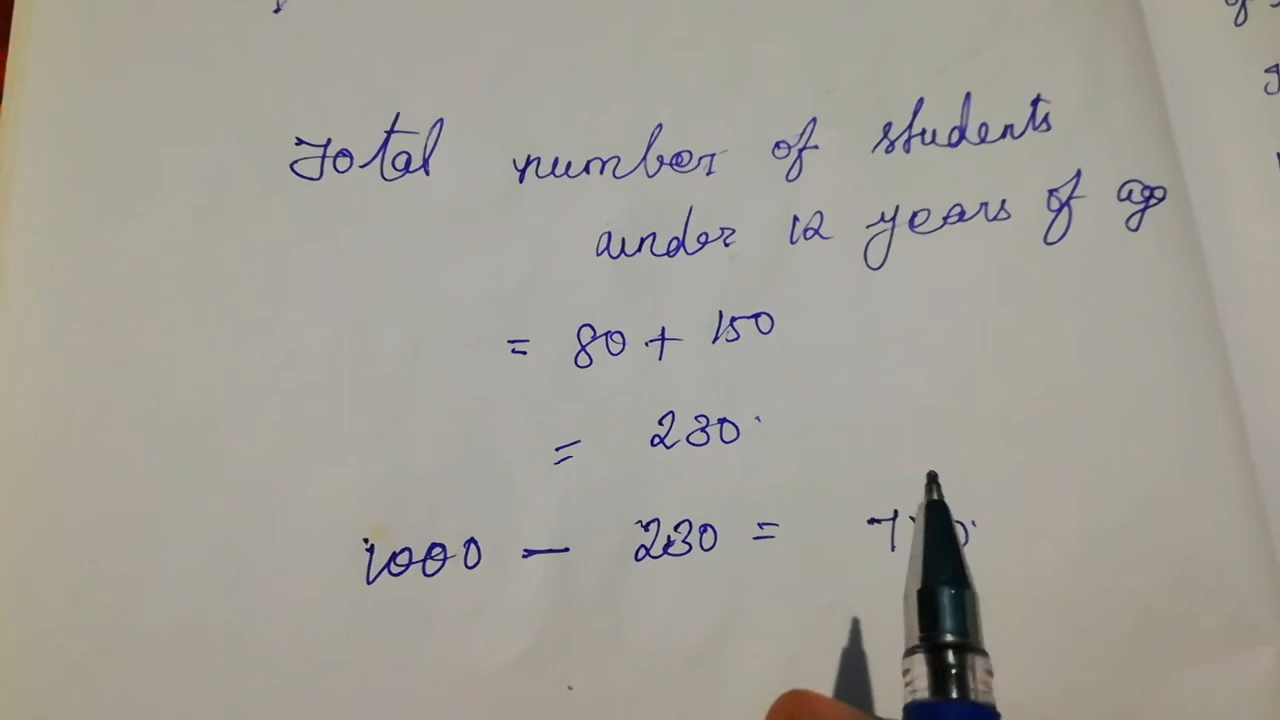 Total number of students
under 12 years of age
= 80 + 150
= 230
1000 - 230 =